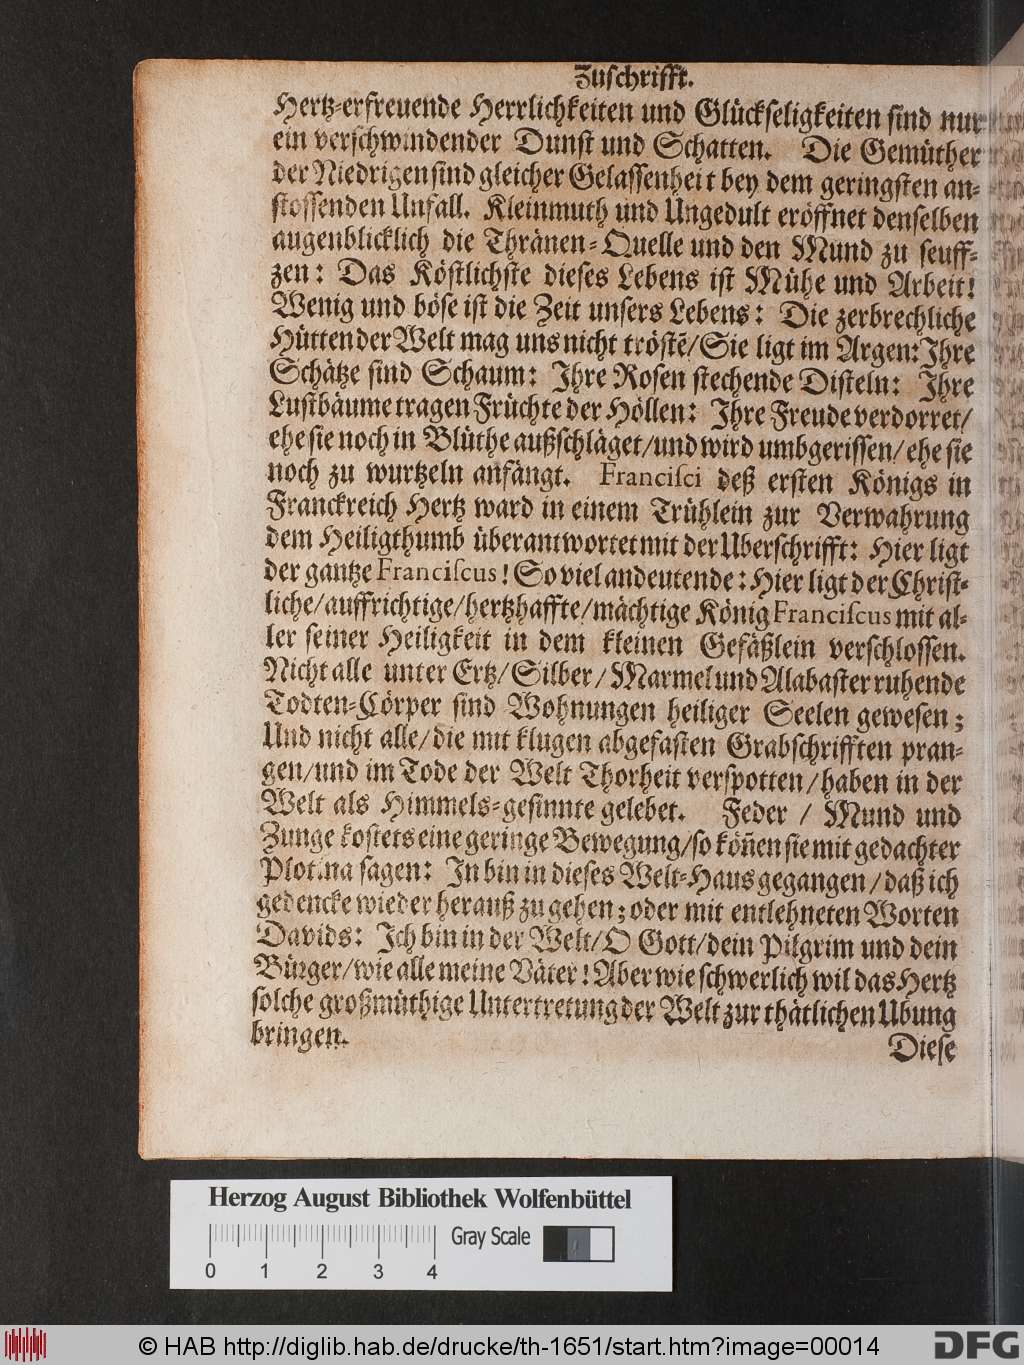 Zuschrifft.
Hertz-erfreuende Herrlichkeiten und Glückseligkeiten sind nur
ein verschwindender Dunst und Schatten. Die Gemüther
der Niedrigen sind gleicher Gelassenheit bey dem geringsten an-
stossenden Unfall. Kleinmuth und Ungedult eröffnet denselben
augenblicklich die Thränen-Quelle und den Mund zu seuff-
zen: Das Köstlichste dieses Lebens ist Mühe und Arbeit!
Wenig und böse ist die Zeit unsers Lebens: Die zerbrechliche
Hütten der Welt mag uns nicht tröstē/ Sie ligt im Argen: Ihre
Schätze sind Schaum: Ihre Rosen stechende Disteln: Ihre
Lustbäume tragen Früchte der Höllen: Ihre Freude verdorret/
ehe sie noch in Blüthe außschläget/ und wird umbgerissen/ ehe sie
noch zu wurtzeln anfängt. Francisci deß ersten Königs in
Franckreich Hertz ward in einem Trühlein zur Verwahrung
dem Heiligthumb überantwortet mit der Uberschrifft: Hier ligt
der gantze Franciscus! So viel andeutende: Hier ligt der Christ-
liche/ auffrichtige/ hertzhaffte/ mächtige König Franciscus mit al-
ler seiner Heiligkeit in dem kleinen Gefäßlein verschlossen.
Nicht alle unter Ertz/ Silber/ Marmel und Alabaster ruhende
Todten-Cörper sind Wohnungen heiliger Seelen gewesen;
Und nicht alle/ die mit klugen abgefasten Grabschrifften pran-
gen/ und im Tode der Welt Thorheit verspotten/ haben in der
Welt als Himmels-gesinnte gelebet. Feder / Mund und
Zunge kostets eine geringe Bewegung/ so köñen sie mit gedachter
Plotina sagen: In bin in dieses Welt-Haus gegangen/ daß ich
gedencke wieder herauß zu gehen; oder mit entlehneten Worten
Davids: Ich bin in der Welt/ O Gott/ dein Pilgrim und dein
Bürger/ wie alle meine Väter! Aber wie schwerlich wil das Hertz
solche großmüthige Untertretung der Welt zur thätlichen Ubung
bringen.
Diese
Herzog August Bibliothek Wolfenbüttel
Gray Scale
0 1 2 3 4
© HAB http://diglib.hab.de/drucke/th-1651/start.htm?image=00014
DFG